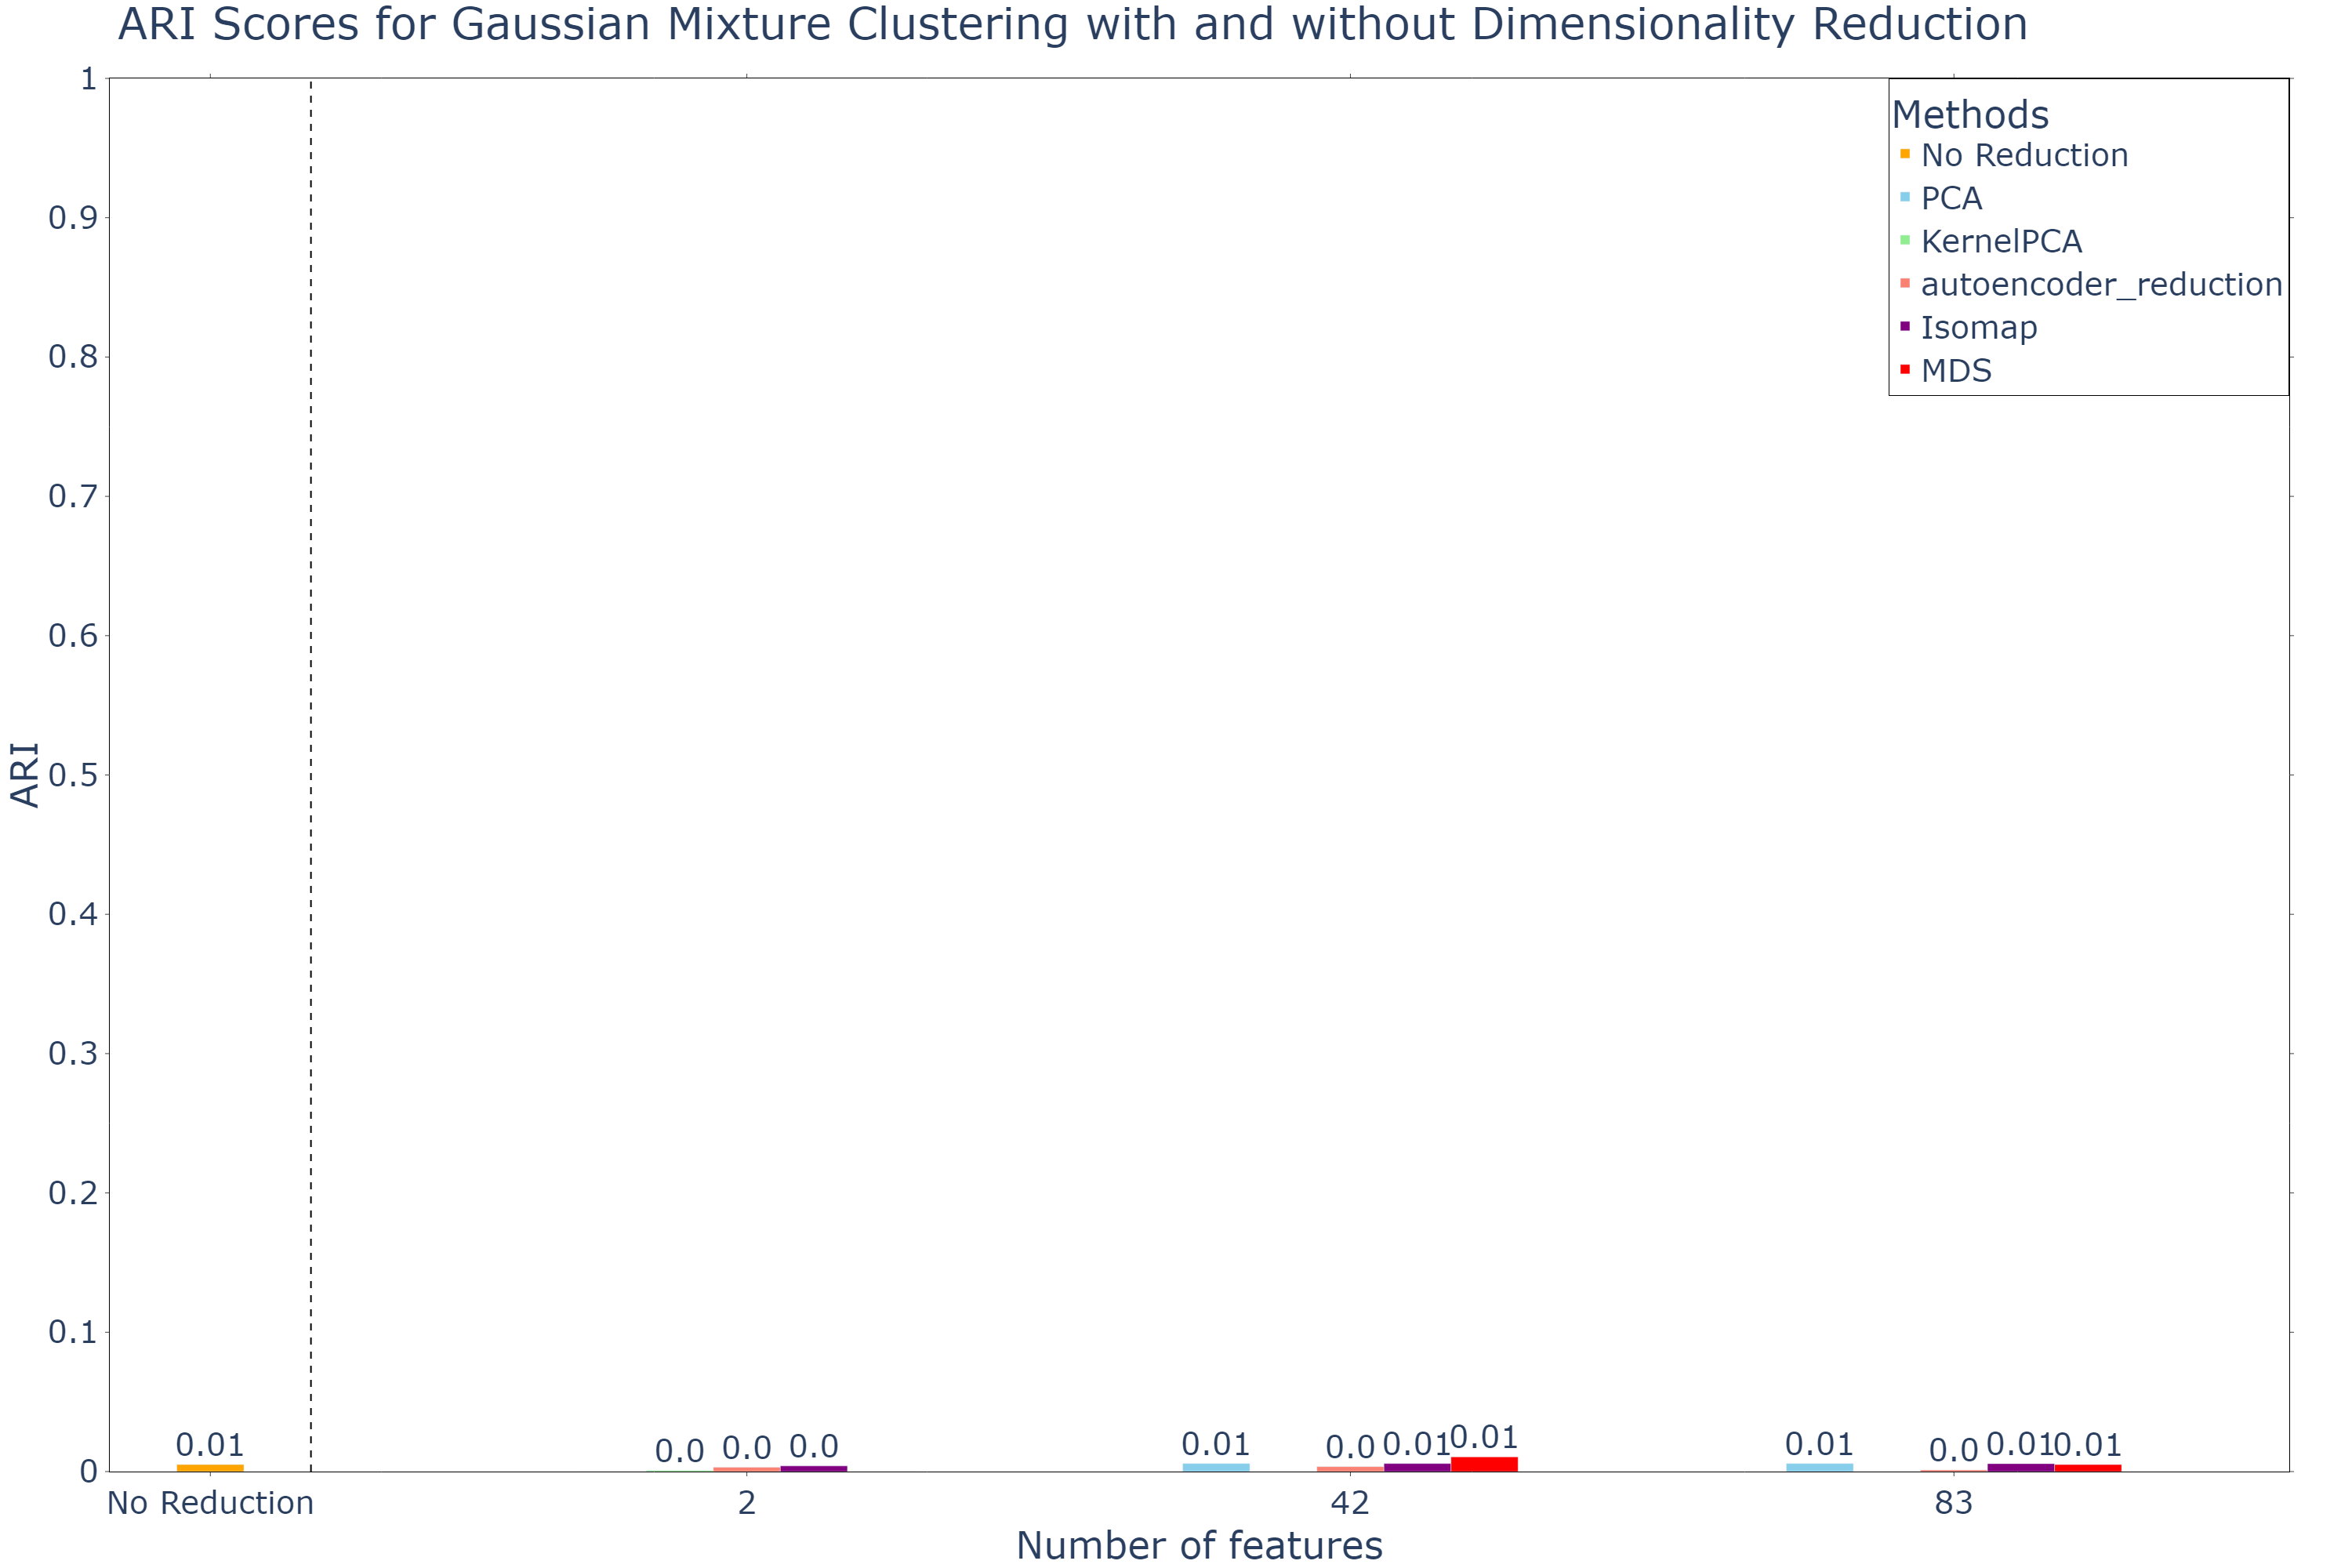 ARI Scores for Gaussian Mixture Clustering with and without Dimensionality Reduction
Methods
No Reduction
PCA
KernelPCA
autoencoder_reduction
Isomap
MDS
ARI
1
0.9
0.8
0.7
0.6
0.5
0.4
0.3
0.2
0.1
0
0.01
0.0
0.0
0.0
0.01
0.0
0.01
0.01
0.01
0.0
0.01
0.01
No Reduction
2
42
83
Number of features